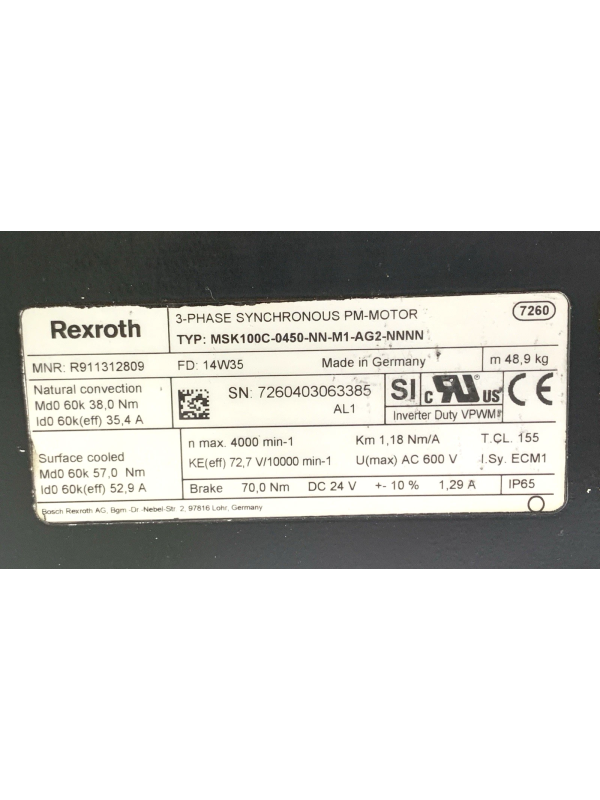 Rexroth
3-PHASE SYNCHRONOUS PM-MOTOR
7260
TYP: MSK100C-0450-NN-M1-AG2-NNNN
MNR: R911312809
FD: 14W35
Made in Germany
m 48,9 kg
Natural convection
Md0 60k 38,0 Nm
Id0 60k(eff) 35,4 A
SN: 7260403063385
AL1
SI
c RU us
CE
Inverter Duty VPWM
Surface cooled
Md0 60k 57,0 Nm
Id0 60k(eff) 52,9 A
n max. 4000 min-1
Km 1,18 Nm/A
T.CL. 155
KE(eff) 72,7 V/10000 min-1
U(max) AC 600 V
I.Sy. ECM1
Brake 70,0 Nm DC 24 V +- 10 % 1,29 A
IP65
Bosch Rexroth AG, Bgm.-Dr.-Nebel-Str. 2, 97816 Lohr, Germany